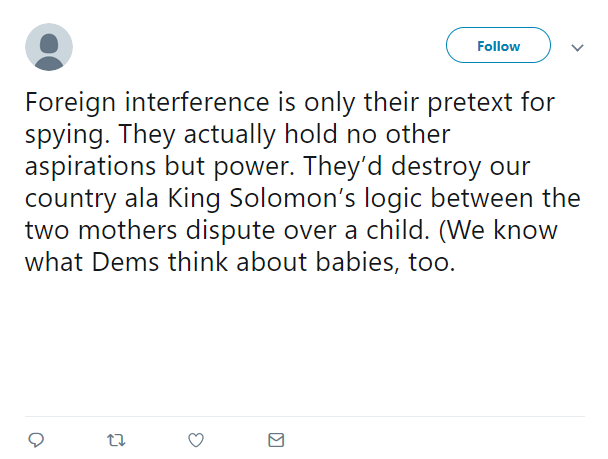 Follow
Foreign interference is only their pretext for
spying. They actually hold no other
aspirations but power. They’d destroy our
country ala King Solomon’s logic between the
two mothers dispute over a child. (We know
what Dems think about babies, too.